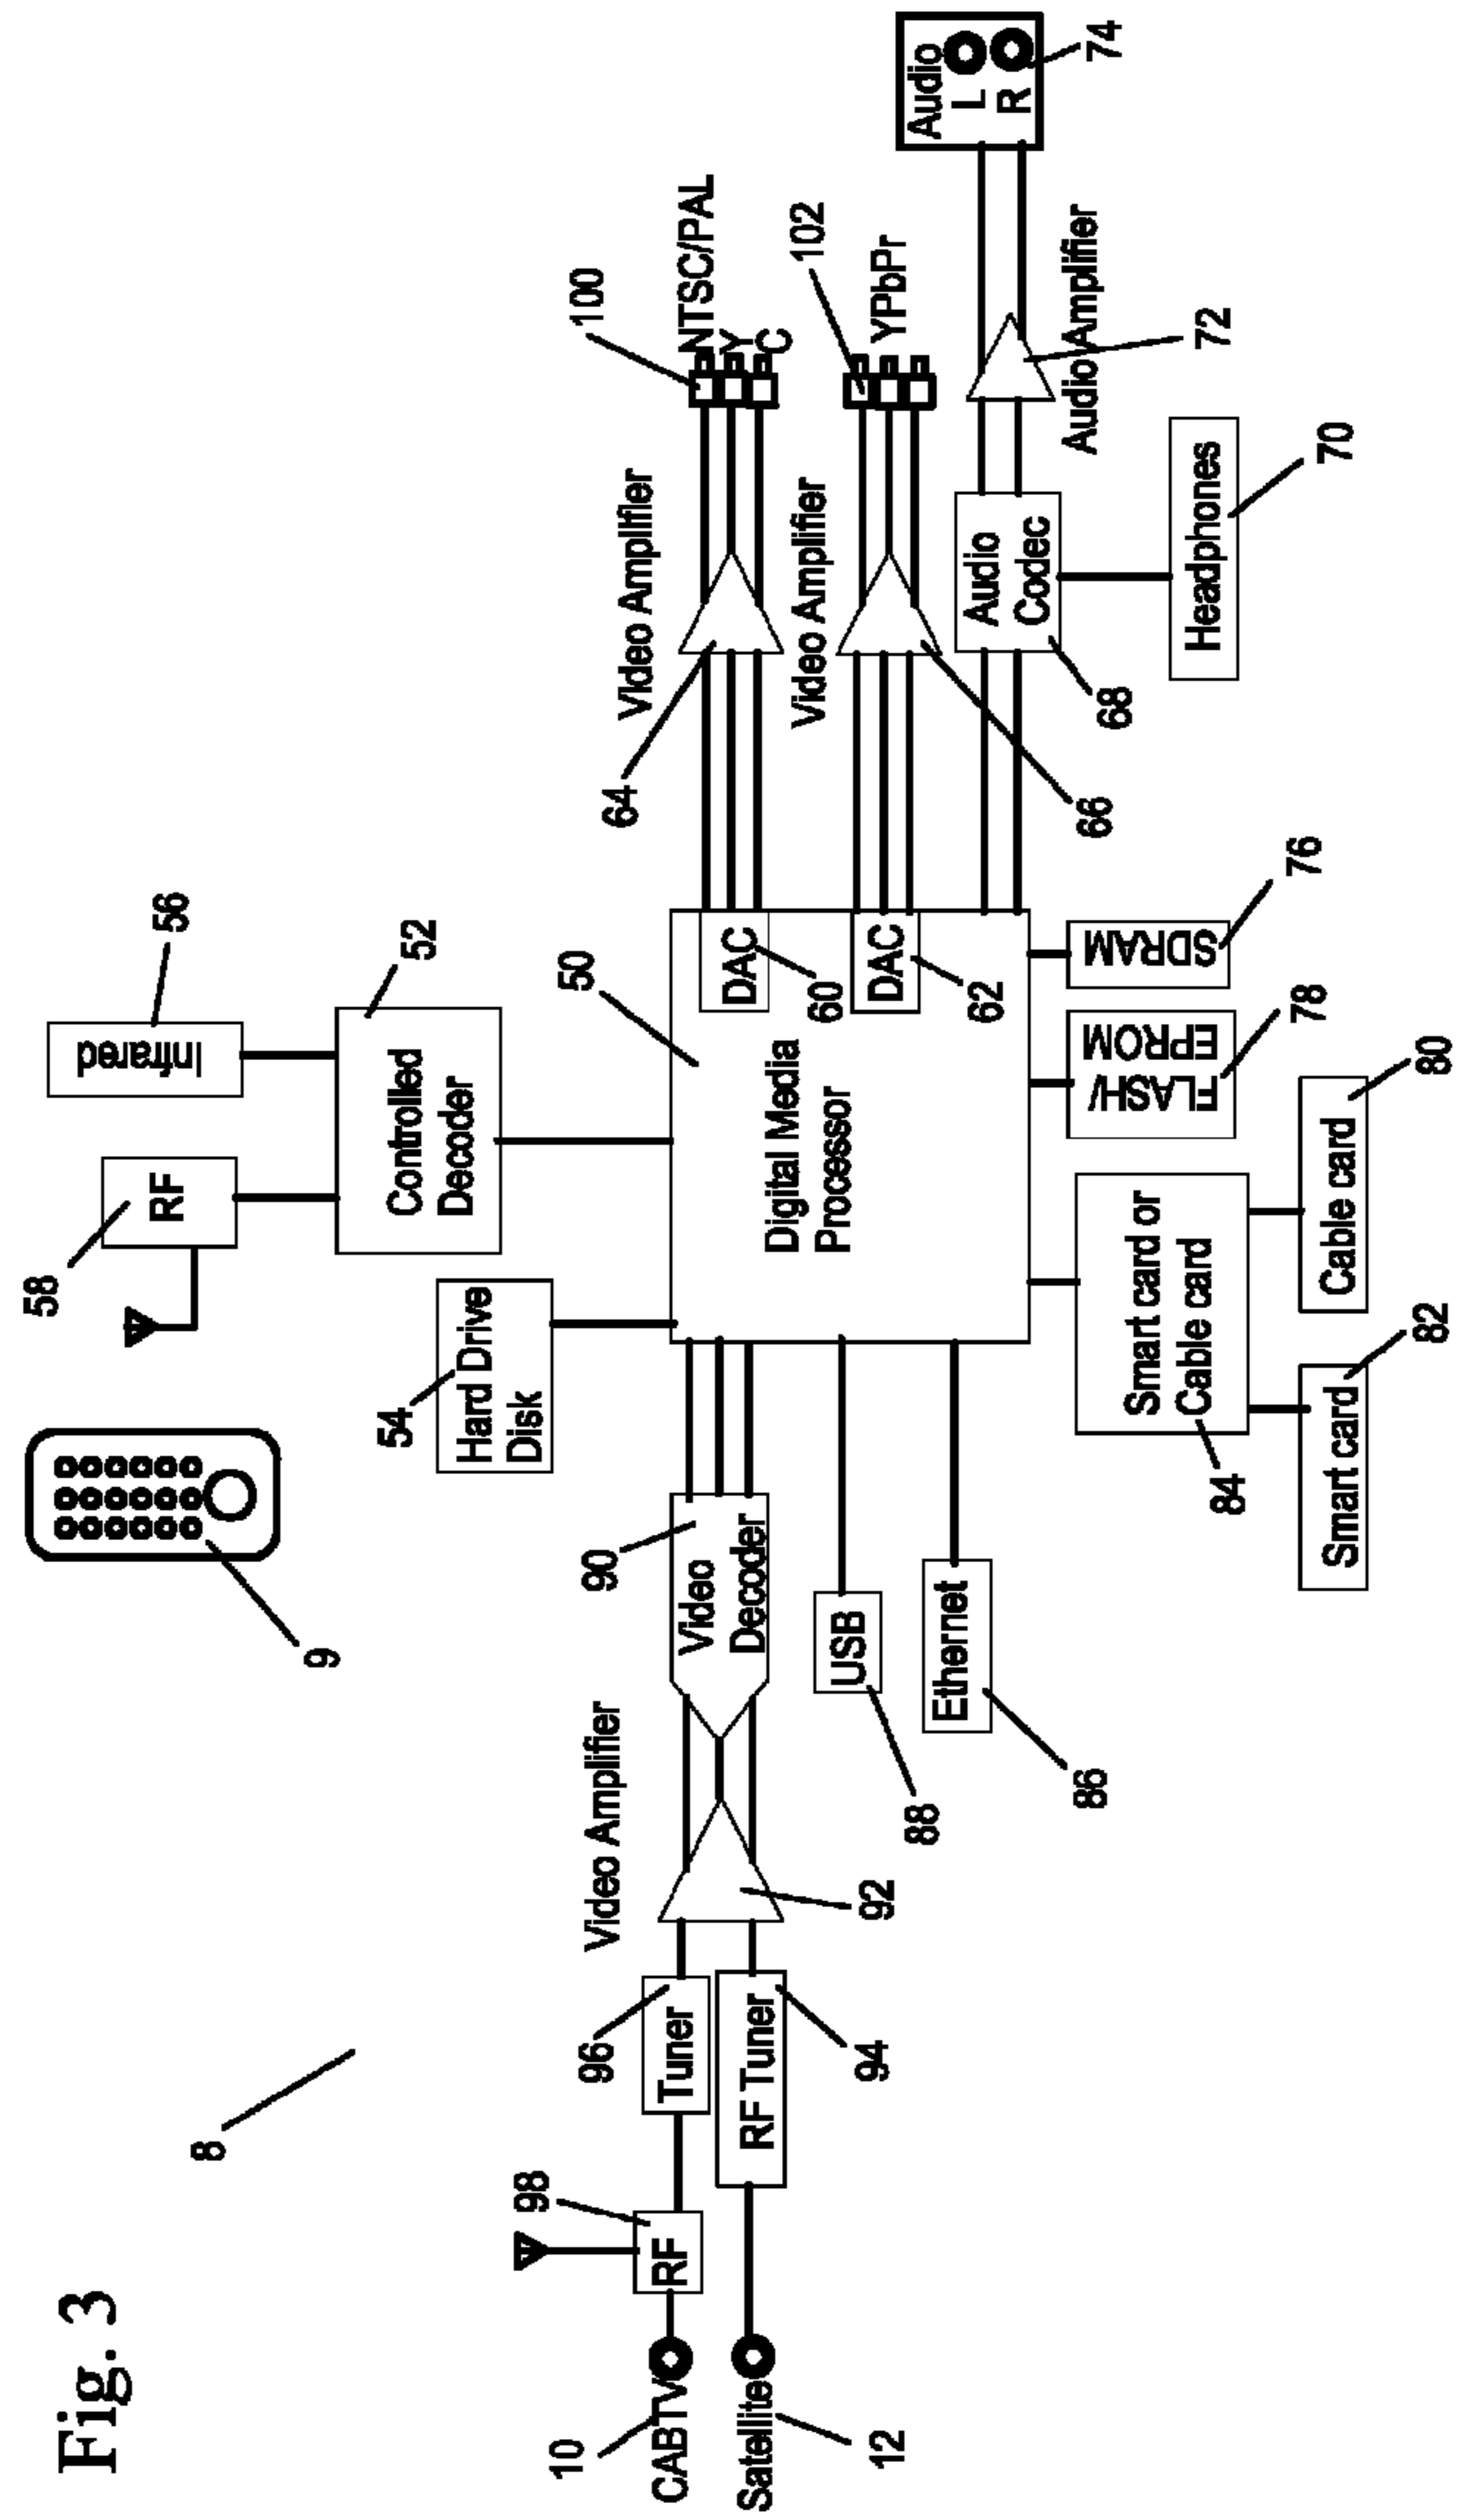 Fig. 3
8
9
58
RF
56
Infrared
52
Controlled
Decoder
54
Hard Drive
Disk
50
Digital Media
Processor
DAC
60
DAC
62
10
CABTV
98
RF
96
Tuner
Satellite
12
RF Tuner
94
Video Amplifier
92
90
Video
Decoder
USB
88
Ethernet
86
64
Video Amplifier
100
NTSC/PAL
Y
C
Video Amplifier
66
102
YPbPr
Audio
Codec
68
Headphones
70
Audio Amplifier
72
Audio
L
R
74
SDRAM
76
FLASH/
EPROM
78
Smart card or
Cable card
84
Smart card
82
Cable card
80